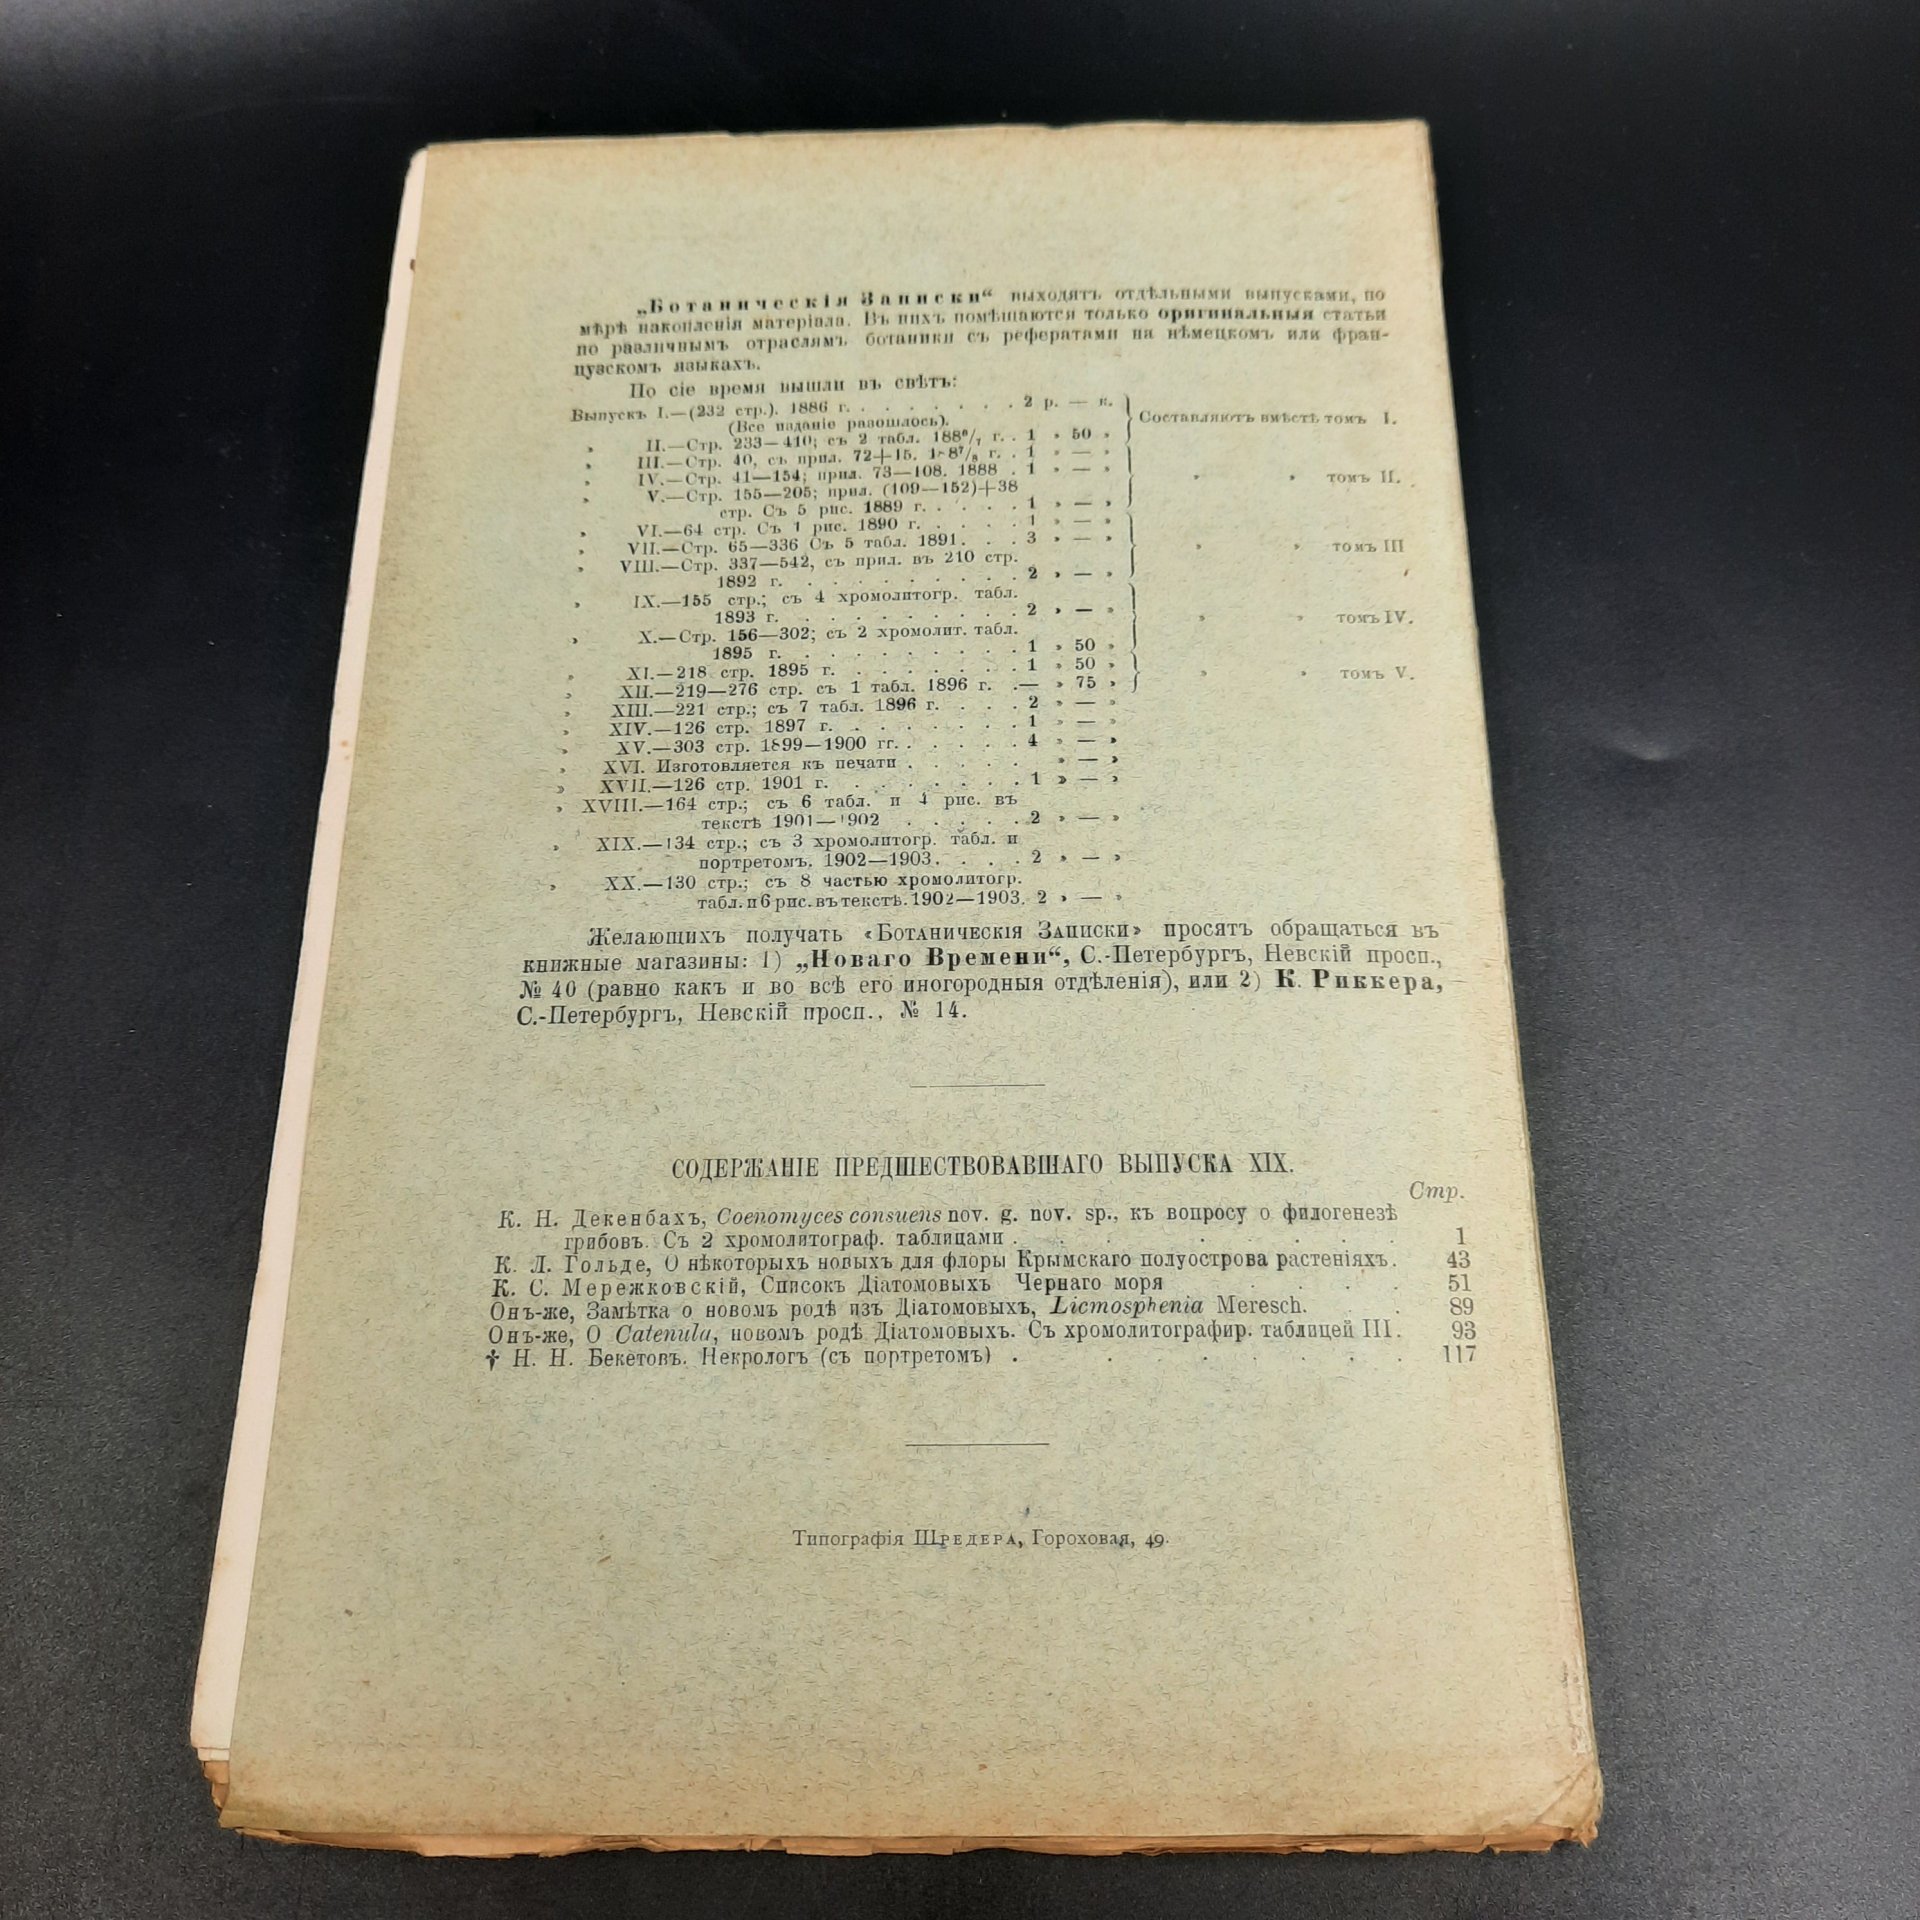 „Ботаническія Записки“ выходятъ отдѣльными выпусками, по
мѣрѣ накопленія матеріала. Въ нихъ помѣщаются только оригинальныя статьи
по различнымъ отраслямъ ботаники съ рефератами на нѣмецкомъ или фран-
цузскомъ языкахъ.
По сіе время вышли въ свѣтъ:
Выпускъ I.—(232 стр.). 1886 г. . . . . . . . 2 р. — к. Составляютъ вмѣстѣ томъ I.
(Все изданіе разошлось).
„ II.—Стр. 233—410; съ 2 табл. 188⁶/₇ г. . 1 » 50 »
„ III.—Стр. 40, съ прил. 72+15. 188⁷/₈ г. . 1 » — »
„ IV.—Стр. 41—154; прил. 73—108. 1888 . 1 » — » » » томъ II.
„ V.—Стр. 155—205; прил. (109—152)+38
стр. Съ 5 рис. 1889 г. . . . . 1 » — »
„ VI.—64 стр. Съ 1 рис. 1890 г. . . . . 1 » — »
„ VII.—Стр. 65—336 Съ 5 табл. 1891. . . 3 » — » » » томъ III
„ VIII.—Стр. 337—542, съ прил. въ 210 стр.
1892 г. . . . . . . . . . 2 » — »
„ IX.—155 стр.; съ 4 хромолитогр. табл.
1893 г. . . . . . . . . . 2 » — » » » томъ IV.
„ X.—Стр. 156—302; съ 2 хромолит. табл.
1895 г. . . . . . . . . . 1 » 50 »
„ XI.—218 стр. 1895 г. . . . . . . . 1 » 50 » » » томъ V.
„ XII.—219—276 стр. съ 1 табл. 1896 г. .— » 75 »
„ XIII.—221 стр.; съ 7 табл. 1896 г. . . . 2 » — »
„ XIV.—126 стр. 1897 г. . . . . . . . 1 » — »
„ XV.—303 стр. 1899—1900 гг. . . . . . 4 » — »
„ XVI. Изготовляется къ печати . . . . . » — »
„ XVII.—126 стр. 1901 г. . . . . . . . 1 » — »
„ XVIII.—164 стр.; съ 6 табл. и 4 рис. въ
текстѣ 1901—1902 . . . . . 2 » — »
„ XIX.—134 стр.; съ 3 хромолитогр. табл. и
портретомъ. 1902—1903. . . . 2 » — »
„ XX.—130 стр.; съ 8 частью хромолитогр.
табл. и 6 рис. въ текстѣ. 1902—1903. 2 » — »
Желающихъ получать «Ботаническія Записки» просятъ обращаться въ
книжные магазины: 1) „Новаго Времени“, С.-Петербургъ, Невскій просп.,
№ 40 (равно какъ и во всѣ его иногородныя отдѣленія), или 2) К. Риккера,
С.-Петербургъ, Невскій просп., № 14.
СОДЕРЖАНІЕ ПРЕДШЕСТВОВАВШАГО ВЫПУСКА XIX.
Стр.
К. Н. Декенбахъ, Coenomyces consuens nov. g. nov. sp., къ вопросу о филогенезѣ
грибовъ. Съ 2 хромолитограф. таблицами . . . . . . . . 1
К. Л. Гольде, О нѣкоторыхъ новыхъ для флоры Крымскаго полуострова растеніяхъ. 43
К. С. Мережковскій, Списокъ Діатомовыхъ Чернаго моря . . . . 51
Онъ-же, Замѣтка о новомъ родѣ изъ Діатомовыхъ, Licmosphenia Meresch. . . 89
Онъ-же, О Catenula, новомъ родѣ Діатомовыхъ. Съ хромолитографир. таблицей III. 93
† Н. Н. Бекетовъ. Некрологъ (съ портретомъ) . . . . . . . 117
Типографія Шредера, Гороховая, 49.